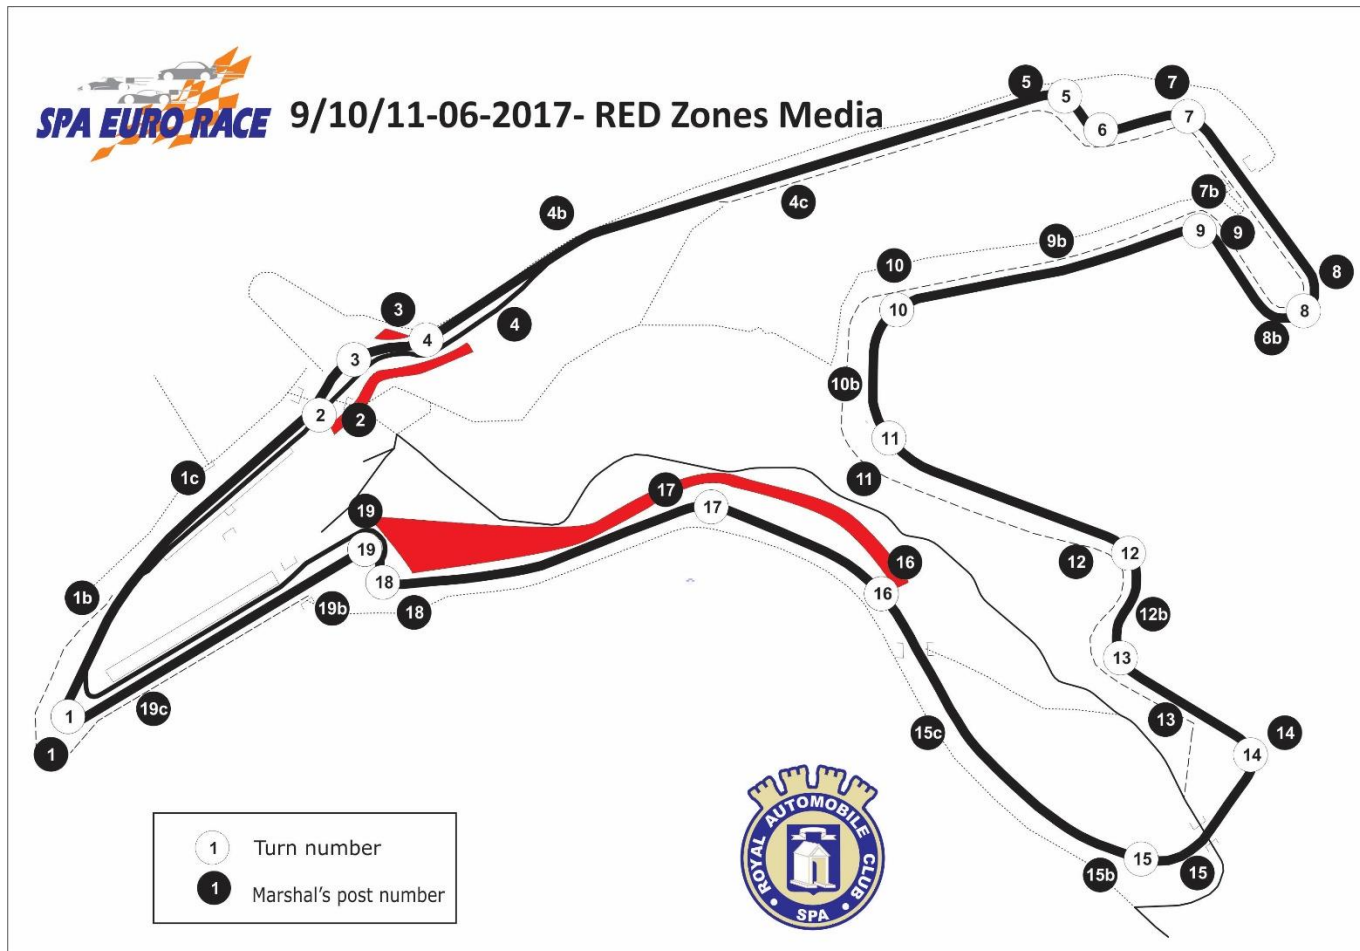 SPA EURO RACE
9/10/11-06-2017- RED Zones Media
5
7
5
6
7
4b
4c
7b
9b
9
9
10
8
3
4
4
10
8
8b
3
10b
2
2
11
1c
11
17
19
17
19
12
12
16
18
16
1b
19b
18
12b
13
1
19c
13
15c
14
14
1
15
15b
15
1 Turn number
1 Marshal's post number
ROYAL AUTOMOBILE CLUB
SPA